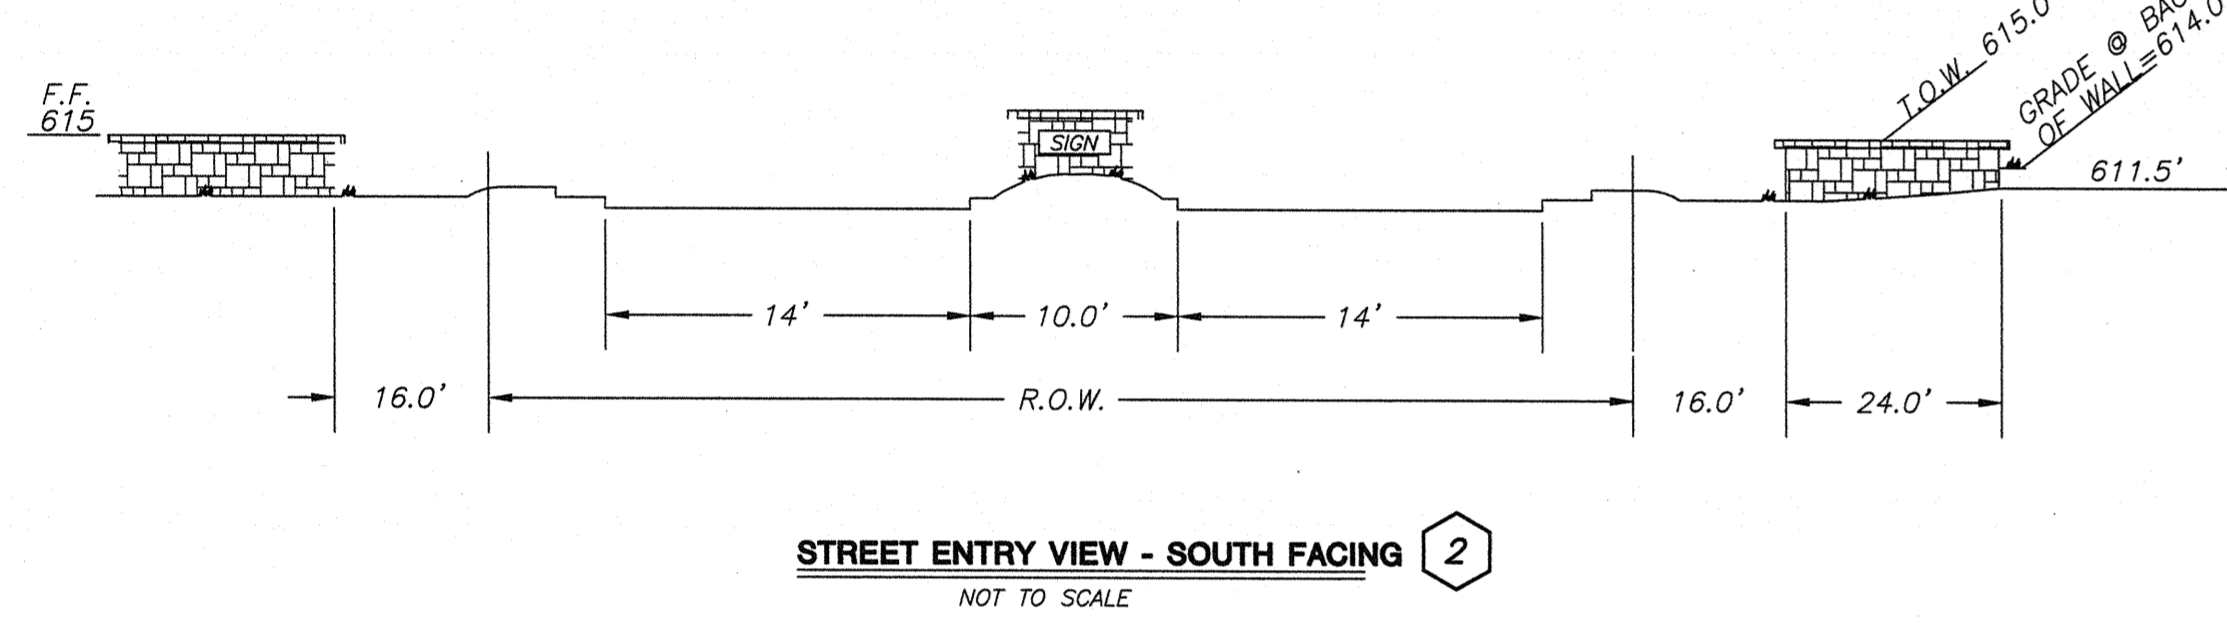 F.F.
615
SIGN
T.O.W. 615.0
GRADE @
OF WALL=614.0
611.5'
14'
10.0'
14'
16.0'
R.O.W.
16.0'
24.0'
STREET ENTRY VIEW - SOUTH FACING
2
NOT TO SCALE